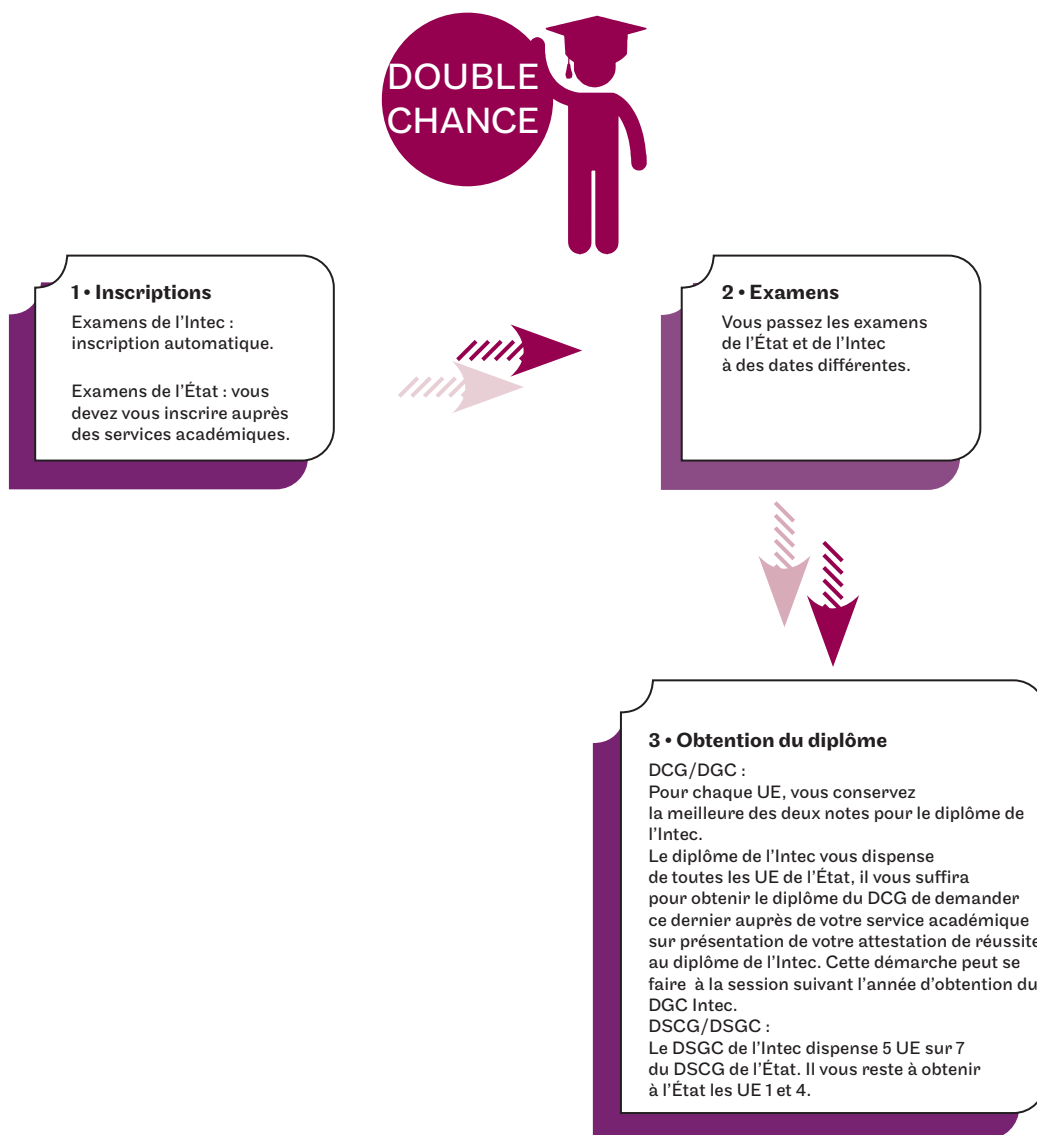 DOUBLE
CHANCE
1 • Inscriptions
Examens de l’Intec :
inscription automatique.
Examens de l’État : vous
devez vous inscrire auprès
des services académiques.
2 • Examens
Vous passez les examens
de l’État et de l’Intec
à des dates différentes.
3 • Obtention du diplôme
DCG/DGC :
Pour chaque UE, vous conservez
la meilleure des deux notes pour le diplôme de
l’Intec.
Le diplôme de l’Intec vous dispense
de toutes les UE de l’État, il vous suffira
pour obtenir le diplôme du DCG de demander
ce dernier auprès de votre service académique
sur présentation de votre attestation de réussite
au diplôme de l’Intec. Cette démarche peut se
faire à la session suivant l’année d’obtention du
DGC Intec.
DSCG/DSGC :
Le DSGC de l’Intec dispense 5 UE sur 7
du DSCG de l’État. Il vous reste à obtenir
à l’État les UE 1 et 4.